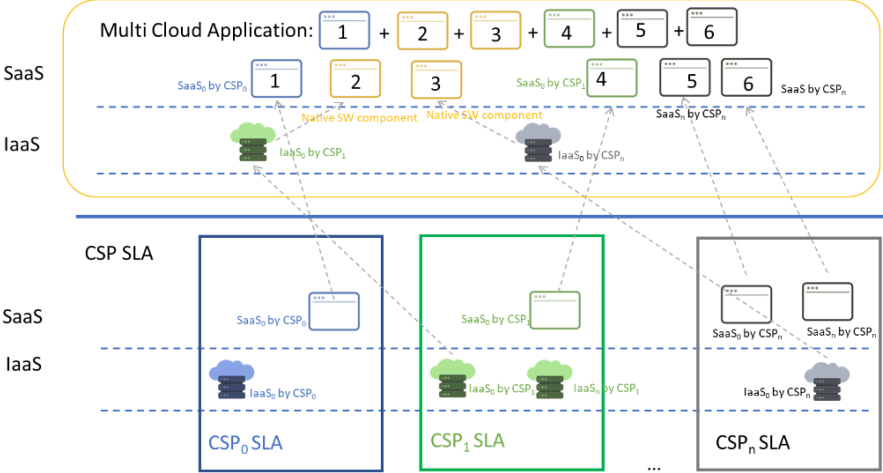 Multi Cloud Application: 1 + 2 + 3 + 4 + 5 + 6
SaaS
SaaS₀ by CSP₀
1
2
3
SaaS₀ by CSP₁
4
5
6
SaaS by CSPₙ
Native SW component
Native SW component
SaaSₙ by CSPₙ
IaaS
IaaS₀ by CSP₁
IaaS₀ by CSPₙ
CSP SLA
SaaS
SaaS₀ by CSP₀
SaaS₀ by CSP₁
SaaS₀ by CSPₙ
SaaSₙ by CSPₙ
IaaS
IaaS₀ by CSP₀
IaaS₀ by CSP₁
IaaSₙ by CSP₁
IaaS₀ by CSPₙ
CSP₀ SLA
CSP₁ SLA
...
CSPₙ SLA